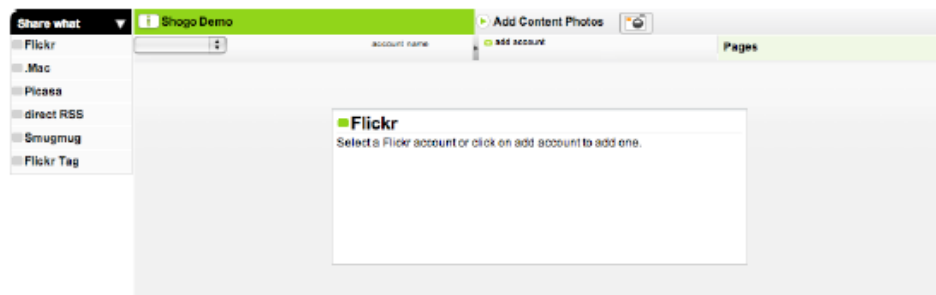 Share what
Shogo Demo
Add Content Photos
Flickr
account name
add account
Pages
.Mac
Picasa
direct RSS
Smugmug
Flickr Tag
Flickr
Select a Flickr account or click on add account to add one.